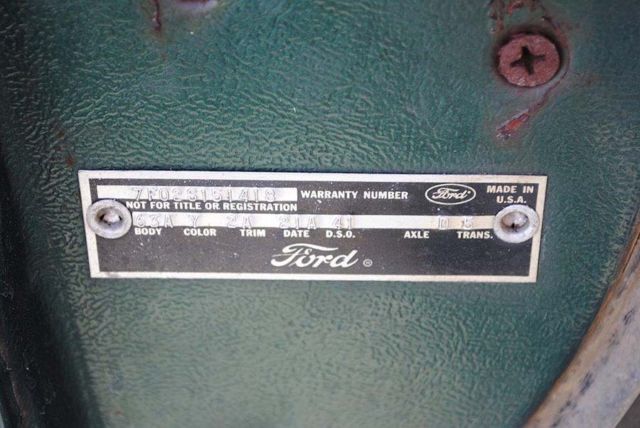 7F02S151418 WARRANTY NUMBER Ford MADE IN U.S.A.
NOT FOR TITLE OR REGISTRATION
63A Y 2A 21A 41 5
BODY COLOR TRIM DATE D.S.O. AXLE TRANS.
Ford ®